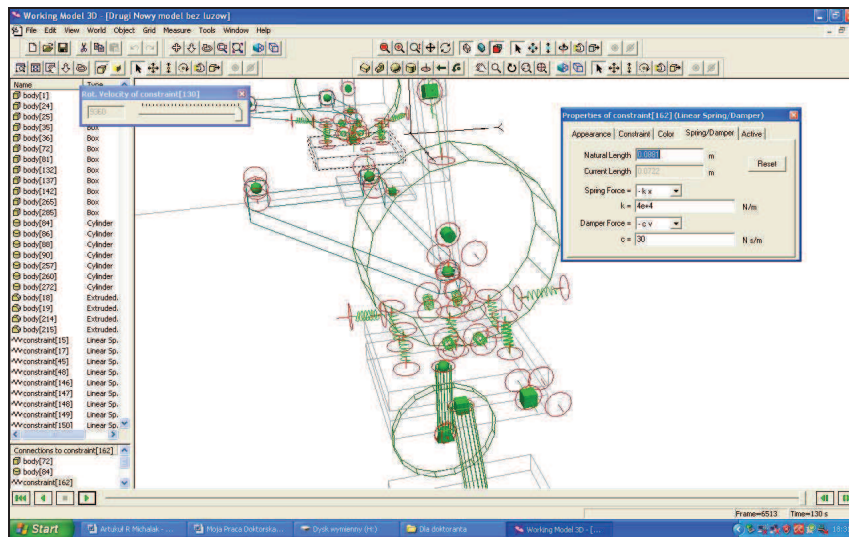 Working Model 3D - [Drugi Nowy model bez luzow]
File Edit View World Object Grid Measure Tools Window Help
Name Type
body[1]
body[24]
body[25]
body[35] Box
body[36] Box
body[72] Box
body[81] Box
body[132] Box
body[137] Box
body[142] Box
body[265] Box
body[285] Box
body[84] Cylinder
body[86] Cylinder
body[88] Cylinder
body[90] Cylinder
body[257] Cylinder
body[260] Cylinder
body[272] Cylinder
body[18] Extruded.
body[19] Extruded.
body[214] Extruded.
body[215] Extruded.
constraint[15] Linear Sp.
constraint[17] Linear Sp.
constraint[45] Linear Sp.
constraint[48] Linear Sp.
constraint[146] Linear Sp.
constraint[147] Linear Sp.
constraint[148] Linear Sp.
constraint[149] Linear Sp.
constraint[150] Linear Sp.
Connections to constraint[162]
body[72]
body[84]
constraint[162]
Rot. Velocity of constraint[130]
Properties of constraint[162] (Linear Spring/Damper)
Appearance Constraint Color Spring/Damper Active
Natural Length 0.0881 m
Reset
Current Length 0.0722 m
Spring Force = - k x
k = 4e+4 N/m
Damper Force = - c v
c = 30 N s/m
Frame=6513 Time=130 s
Start
Artukuł R Michalak - ...
Moja Praca Doktorska...
Dysk wymienny (H:)
Dla doktoranta
Working Model 3D - [...